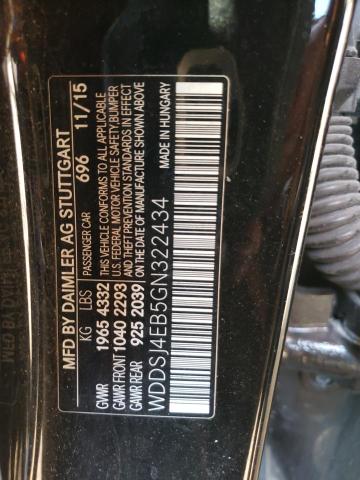 MFD BY DAIMLER AG STUTTGART
KG LBS PASSENGER CAR 696 11/15
GVWR 1965 4332 THIS VEHICLE CONFORMS TO ALL APPLICABLE
GAWR FRONT 1040 2293 U.S. FEDERAL MOTOR VEHICLE SAFETY, BUMPER
AND THEFT PREVENTION STANDARDS IN EFFECT
GAWR REAR 925 2039 ON THE DATE OF MANUFACTURE SHOWN ABOVE
MADE IN HUNGARY
WDDSJ4EB5GN322434